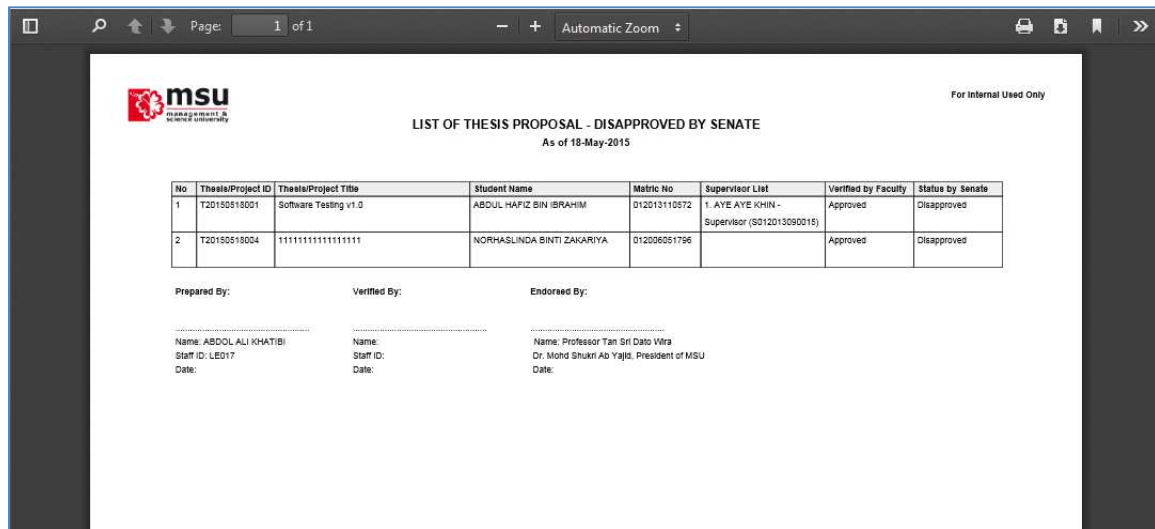 Page: 1 of 1 Automatic Zoom
msu
management &
science university
For Internal Used Only
LIST OF THESIS PROPOSAL - DISAPPROVED BY SENATE
As of 18-May-2015
No Thesis/Project ID Thesis/Project Title Student Name Matric No Supervisor List Verified by Faculty Status by Senate
1 T20150518001 Software Testing v1.0 ABDUL HAFIZ BIN IBRAHIM 012013110572 1. AYE AYE KHIN - Approved Disapproved
Supervisor (S012013090015)
2 T20150518004 11111111111111111 NORHASLINDA BINTI ZAKARIYA 012006051796 Approved Disapproved
Prepared By: Verified By: Endorsed By:
Name: ABDOL ALI KHATIBI Name: Name: Professor Tan Sri Dato Wira
Staff ID: LE017 Staff ID: Dr. Mohd Shukri Ab Yajid, President of MSU
Date: Date: Date: